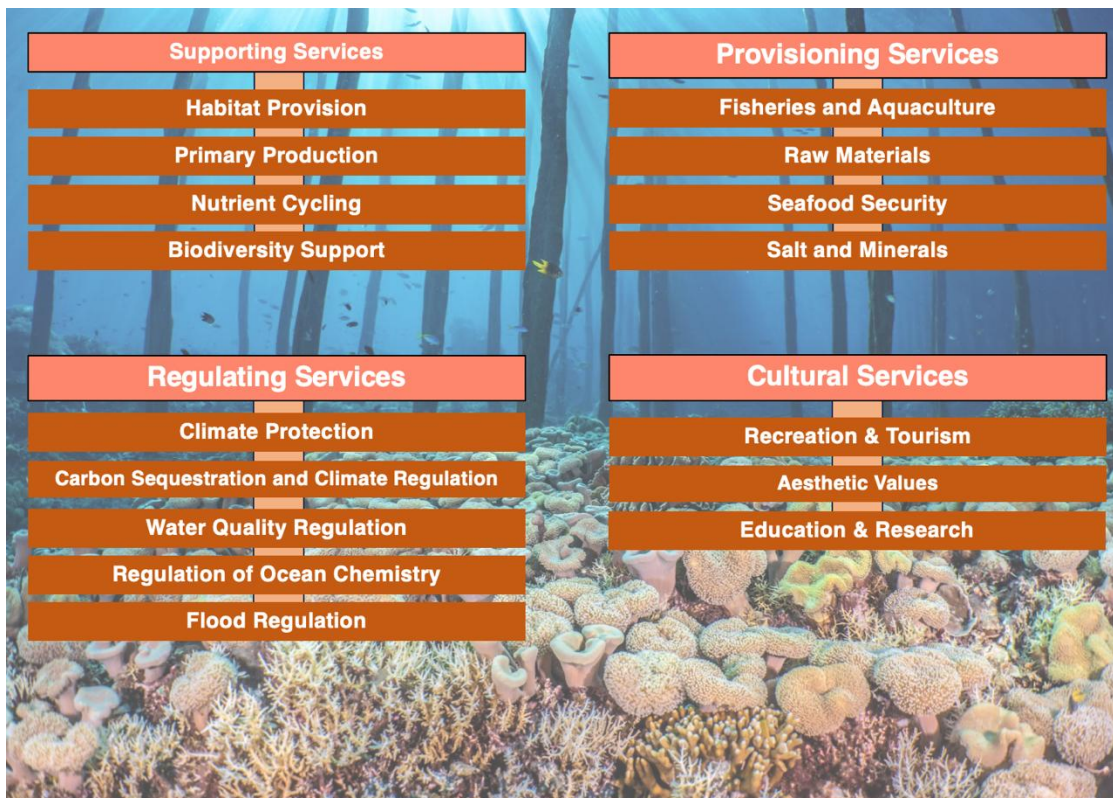 Supporting Services
Habitat Provision
Primary Production
Nutrient Cycling
Biodiversity Support
Provisioning Services
Fisheries and Aquaculture
Raw Materials
Seafood Security
Salt and Minerals
Regulating Services
Climate Protection
Carbon Sequestration and Climate Regulation
Water Quality Regulation
Regulation of Ocean Chemistry
Flood Regulation
Cultural Services
Recreation & Tourism
Aesthetic Values
Education & Research